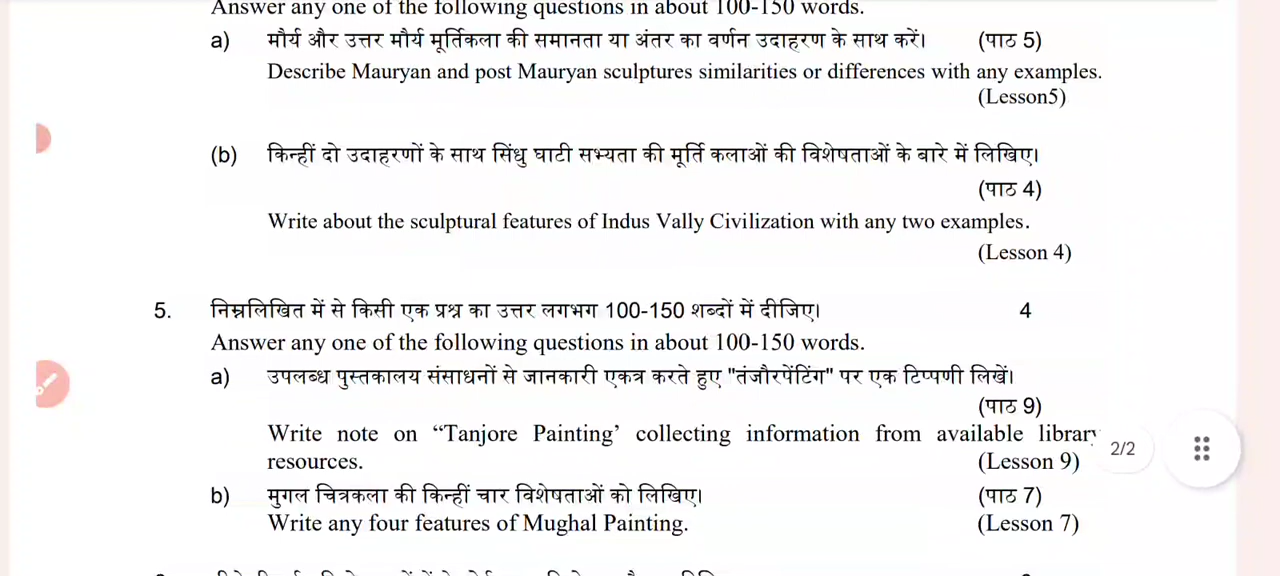 Answer any one of the following questions in about 100-150 words.
a) मौर्य और उत्तर मौर्य मूर्तिकला की समानता या अंतर का वर्णन उदाहरण के साथ करें। (पाठ 5)
Describe Mauryan and post Mauryan sculptures similarities or differences with any examples.
(Lesson5)
(b) किन्हीं दो उदाहरणों के साथ सिंधु घाटी सभ्यता की मूर्ति कलाओं की विशेषताओं के बारे में लिखिए।
(पाठ 4)
Write about the sculptural features of Indus Vally Civilization with any two examples.
(Lesson 4)
5. निम्नलिखित में से किसी एक प्रश्न का उत्तर लगभग 100-150 शब्दों में दीजिए। 4
Answer any one of the following questions in about 100-150 words.
a) उपलब्ध पुस्तकालय संसाधनों से जानकारी एकत्र करते हुए "तंजौरपेंटिंग" पर एक टिप्पणी लिखें।
(पाठ 9)
Write note on “Tanjore Painting’ collecting information from available library
resources. (Lesson 9)
2/2
b) मुगल चित्रकला की किन्हीं चार विशेषताओं को लिखिए। (पाठ 7)
Write any four features of Mughal Painting. (Lesson 7)